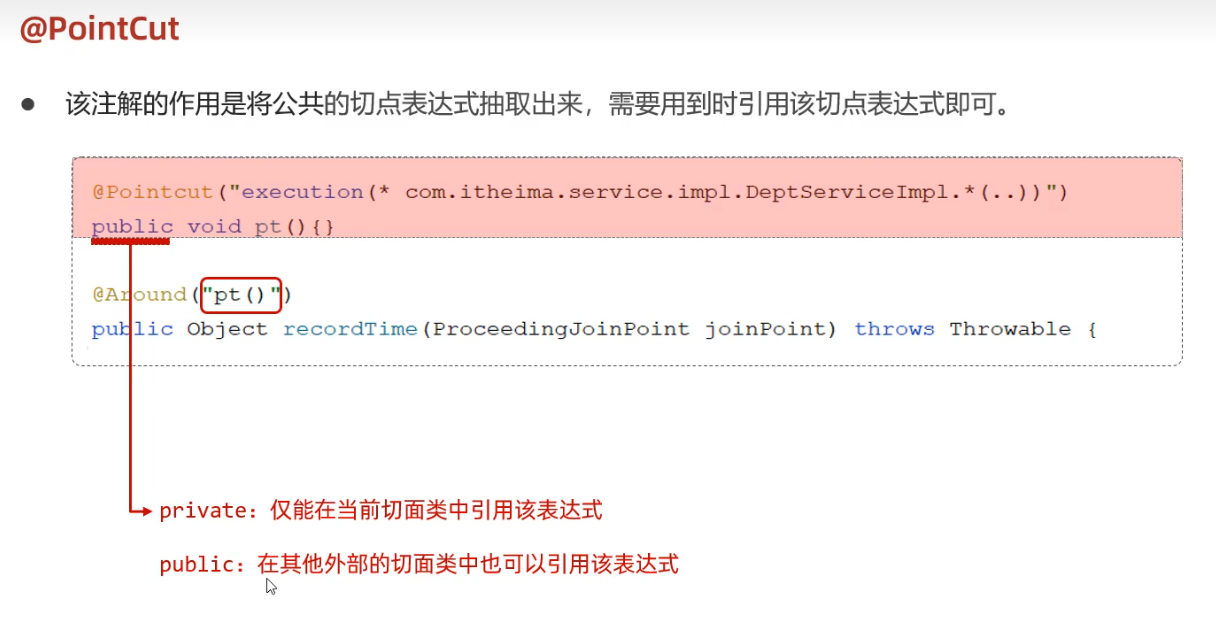 @PointCut
● 该注解的作用是将公共的切点表达式抽取出来，需要用到时引用该切点表达式即可。
@Pointcut("execution(* com.itheima.service.impl.DeptServiceImpl.*(..))")
public void pt(){}
@Around("pt()")
public Object recordTime(ProceedingJoinPoint joinPoint) throws Throwable {
private：仅能在当前切面类中引用该表达式
public：在其他外部的切面类中也可以引用该表达式